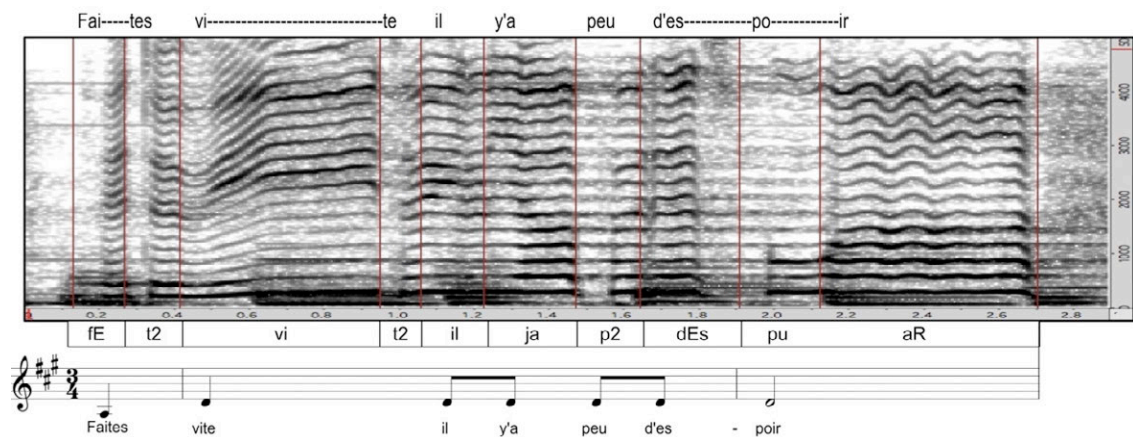 Fai----tes vi---------------------------te il y'a peu d'es-----------po-----------ir
4000
3000
2000
1000
0
0.2 0.4 0.6 0.8 1.0 1.2 1.4 1.6 1.8 2.0 2.2 2.4 2.6 2.8
fE t2 vi t2 il ja p2 dEs pu aR
3
4
Faites vite il y'a peu d'es - poir